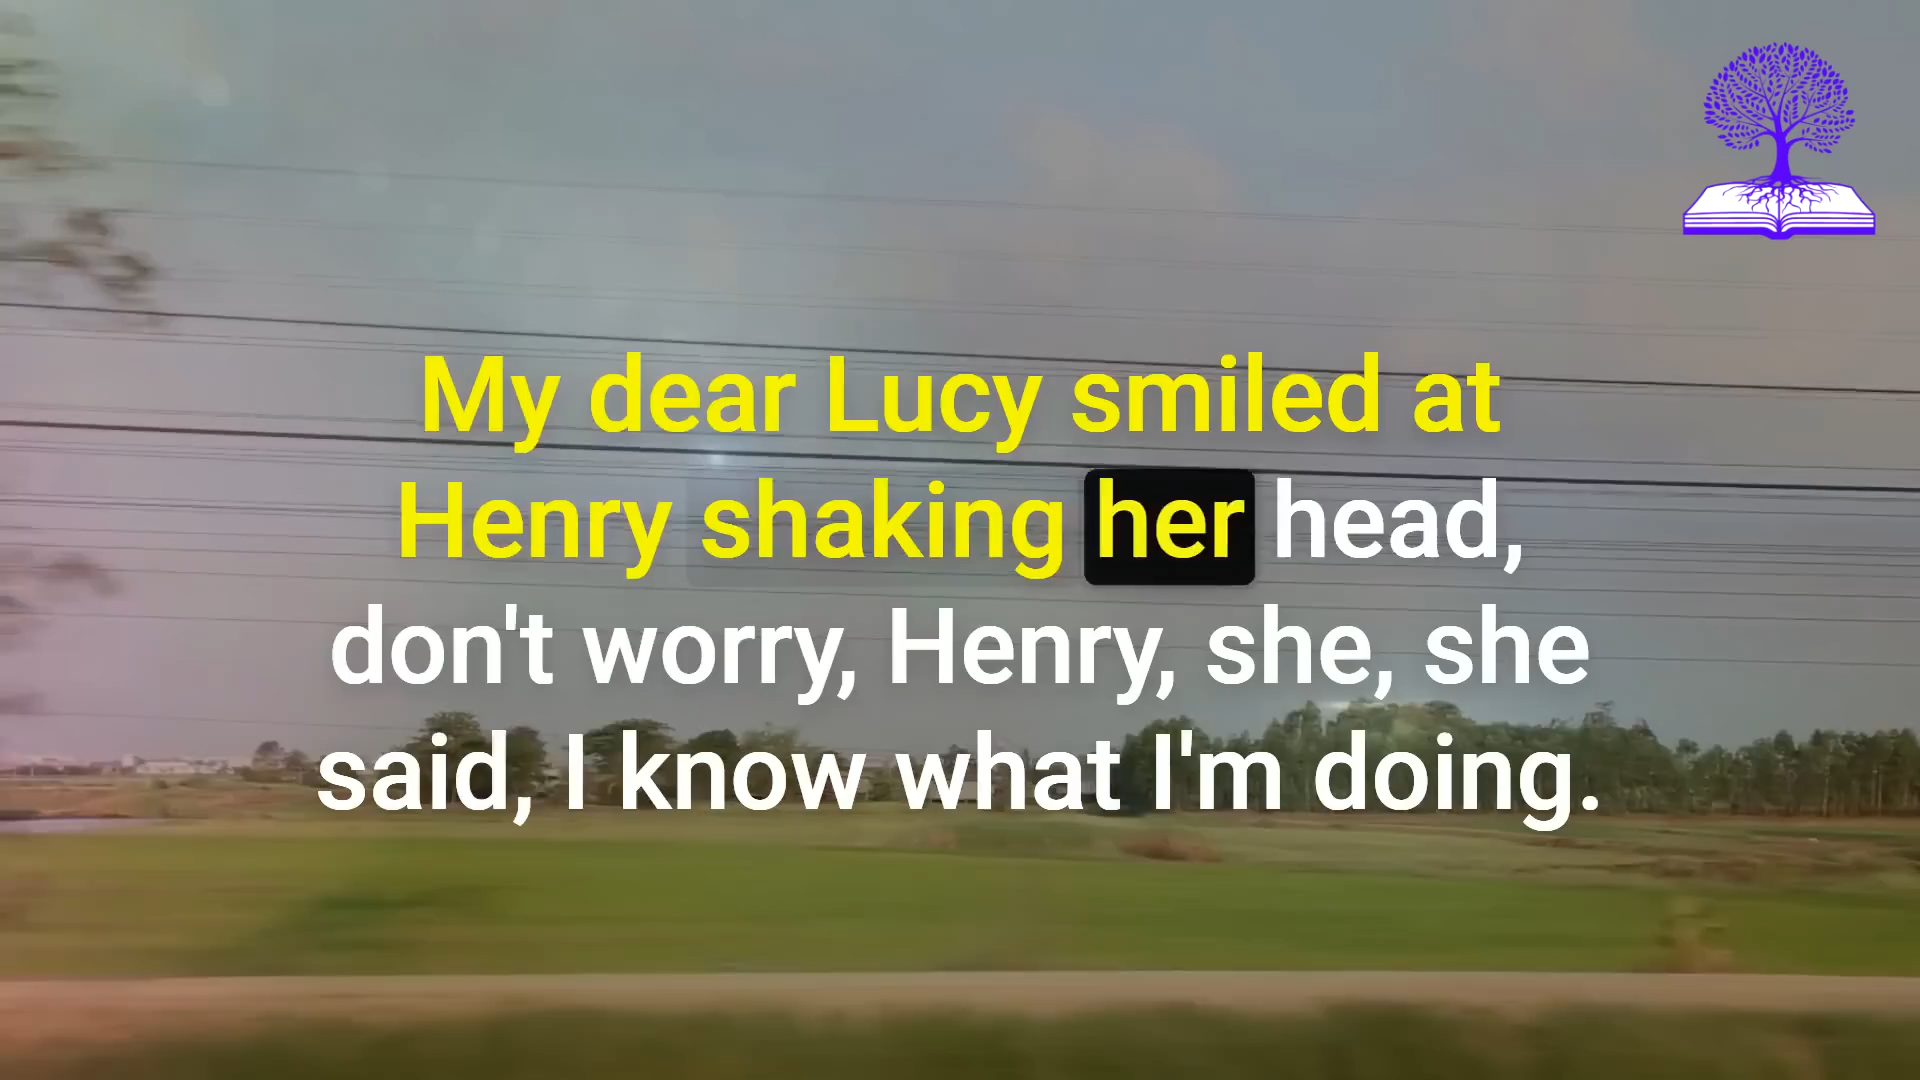 My dear Lucy smiled at
Henry shaking her head,
don't worry, Henry, she, she
said, I know what I'm doing.